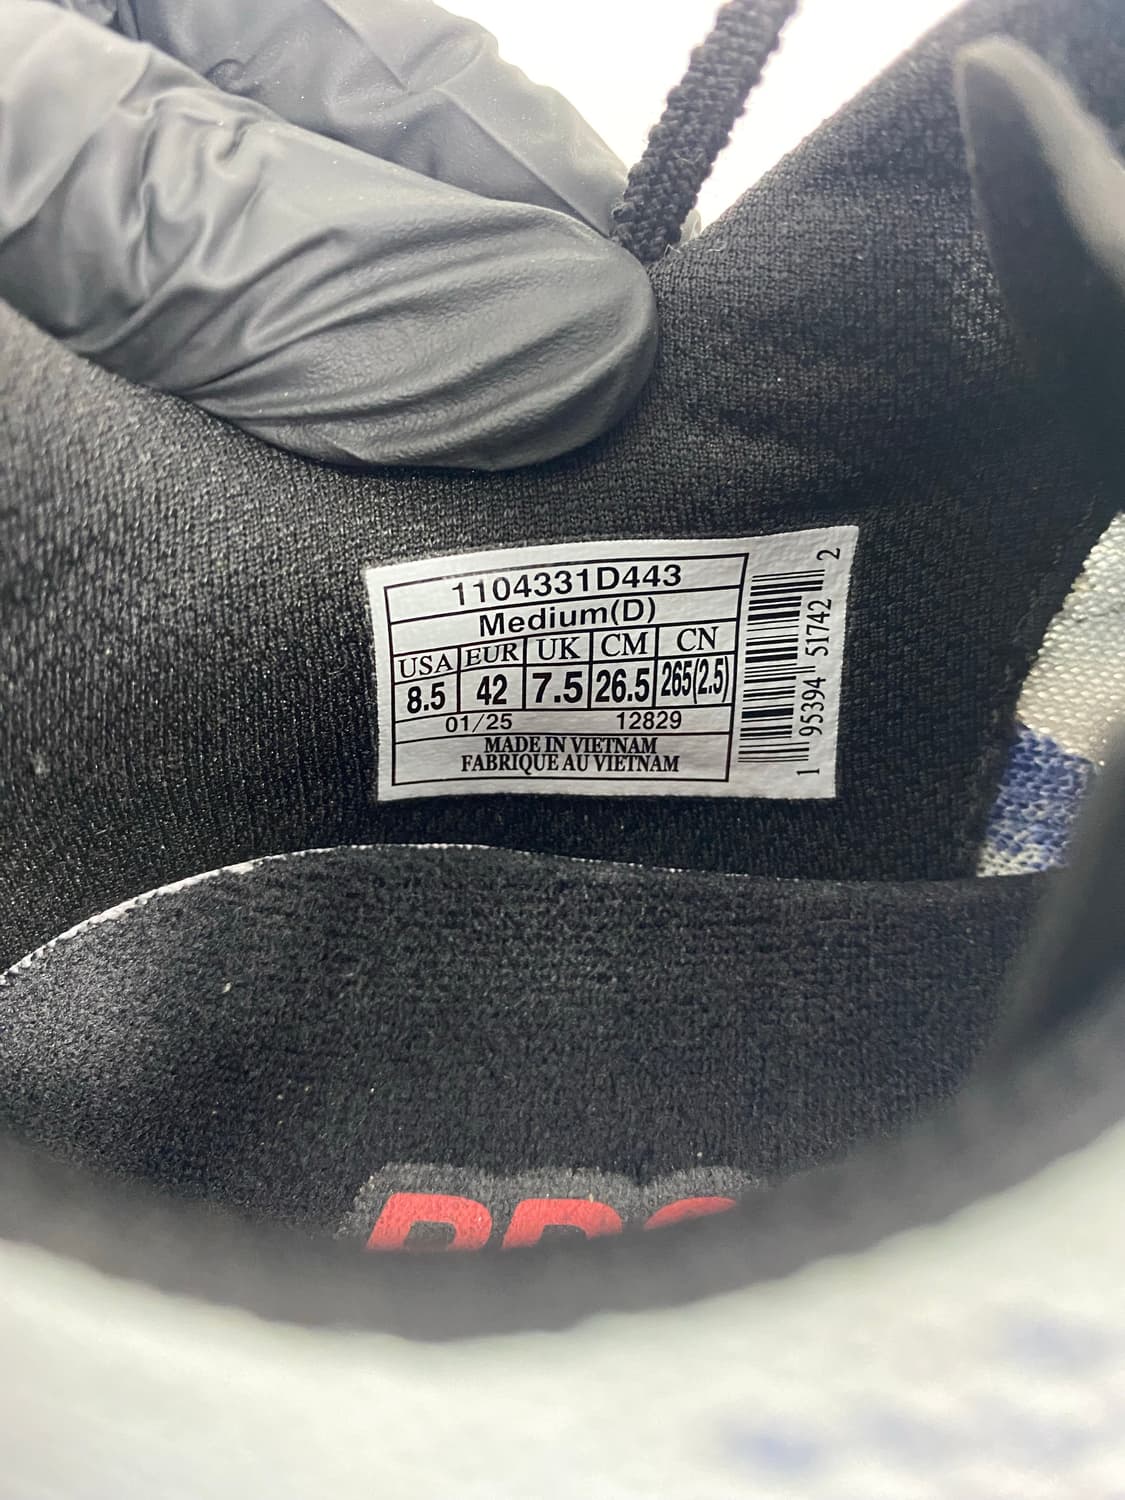 1104331D443
Medium(D)
USA EUR UK CM CN
8.5 42 7.5 26.5 265(2.5)
01/25 12829
MADE IN VIETNAM
FABRIQUE AU VIETNAM
1 95394 51742 2